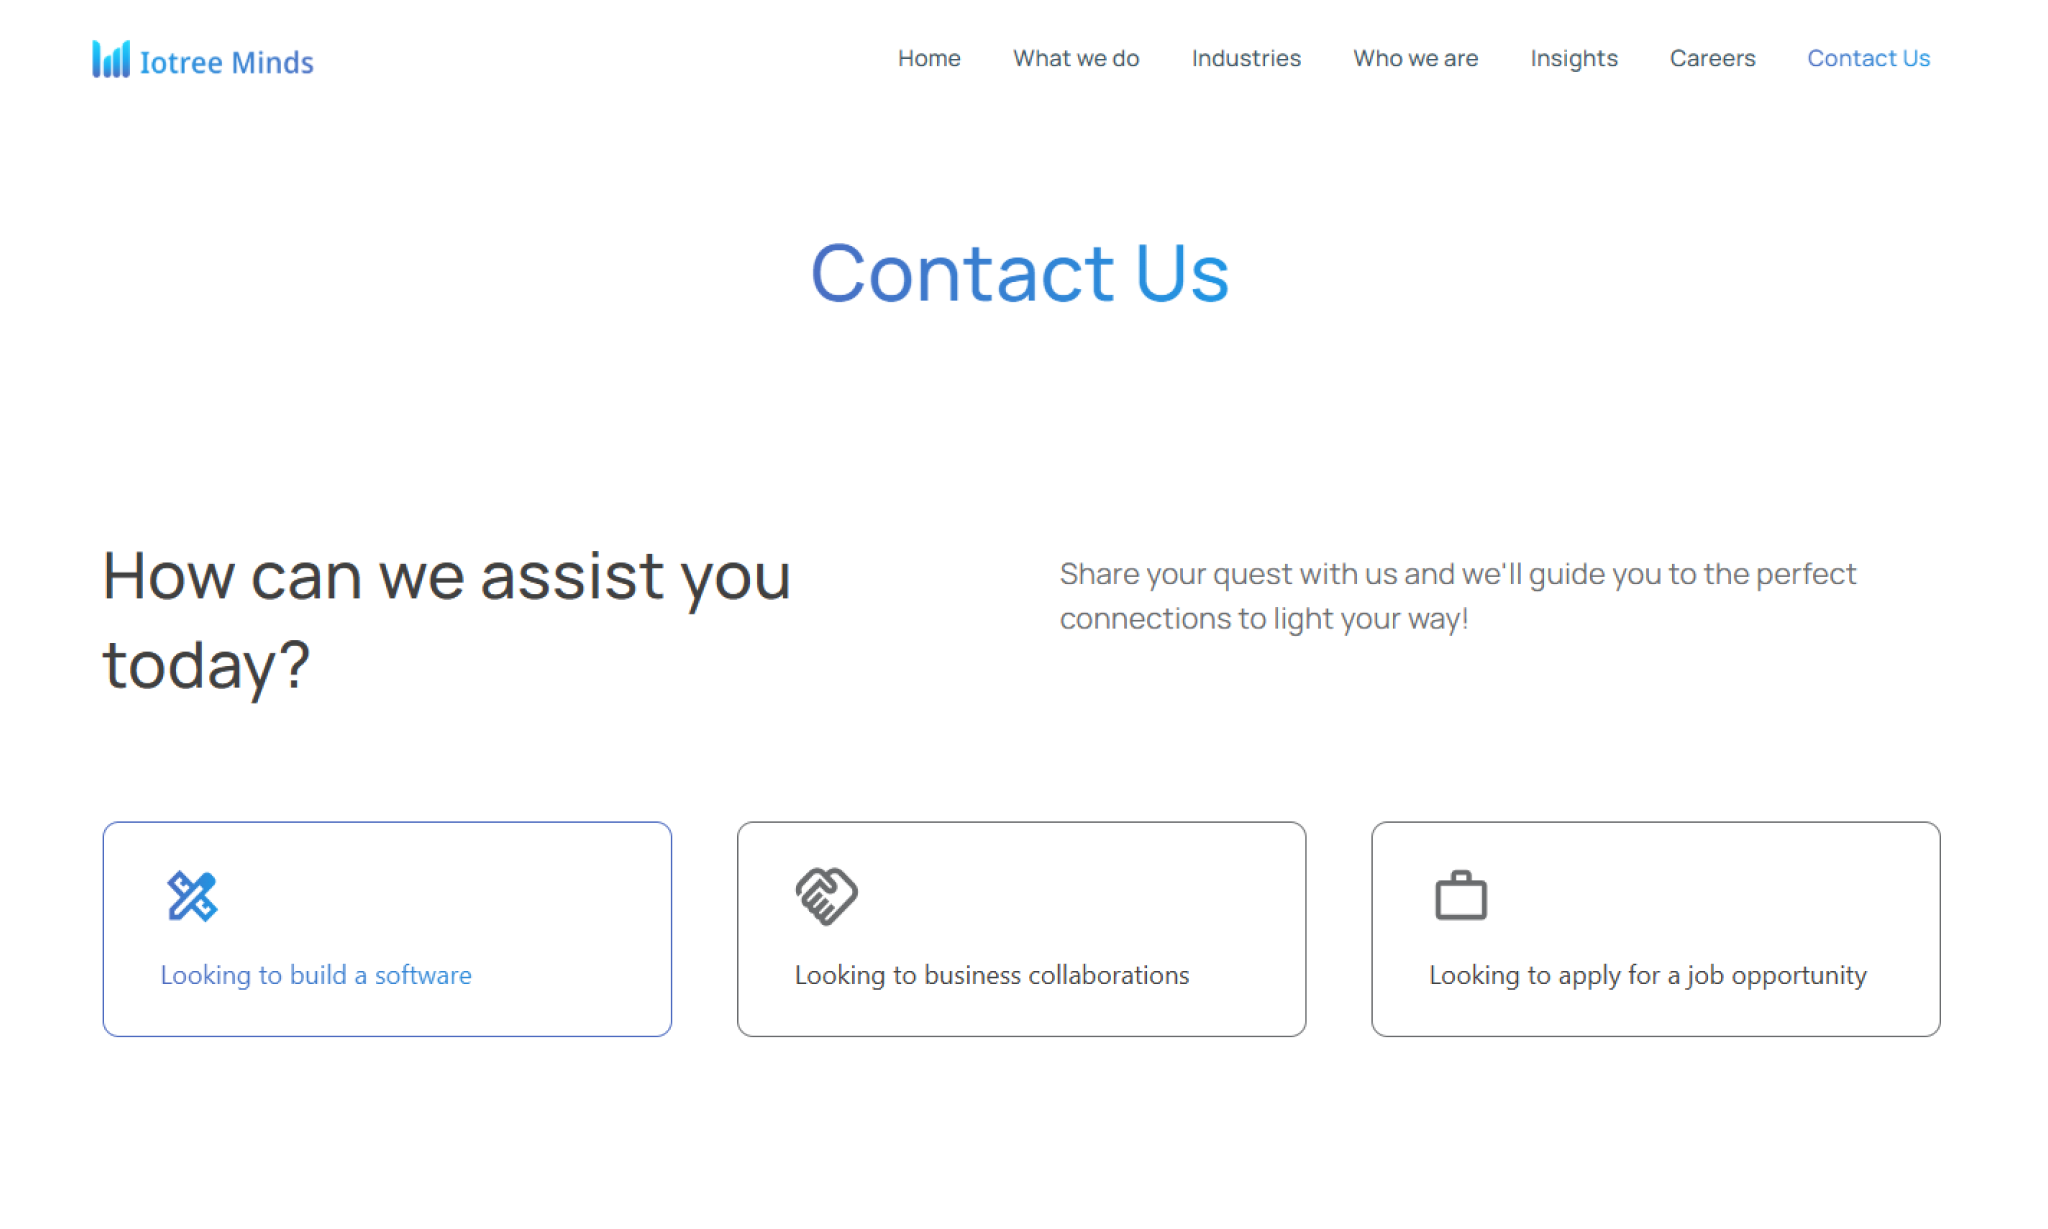 Iotree Minds
Home What we do Industries Who we are Insights Careers Contact Us
Contact Us
How can we assist you
today?
Share your quest with us and we'll guide you to the perfect
connections to light your way!
Looking to build a software
Looking to business collaborations
Looking to apply for a job opportunity